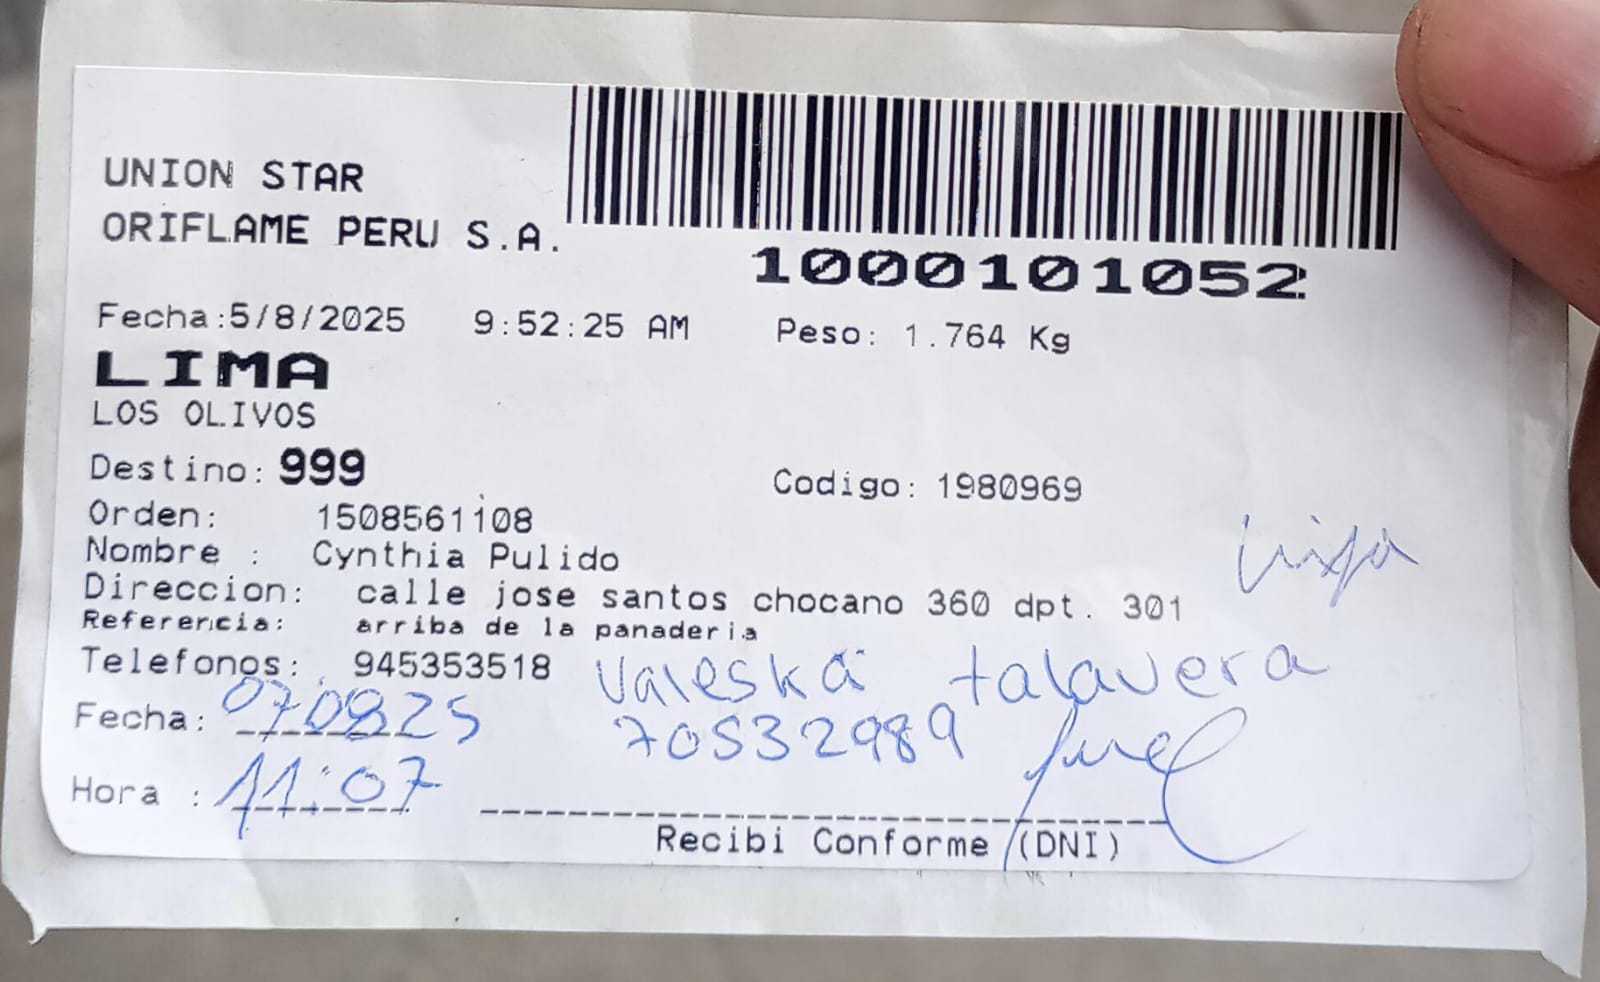 UNION STAR
ORIFLAME PERU S.A.
1000101052
Fecha:5/8/2025 9:52:25 AM Peso: 1.764 Kg
LIMA
LOS OLIVOS
Destino: 999 Codigo: 1980969
Orden: 1508561108
Nombre : Cynthia Pulido
Direccion: calle jose santos chocano 360 dpt. 301
Referencia: arriba de la panaderia
Telefonos: 945353518 Valeska talavera
Fecha: 070825 70532989
Hora : 11:07
Recibi Conforme (DNI)